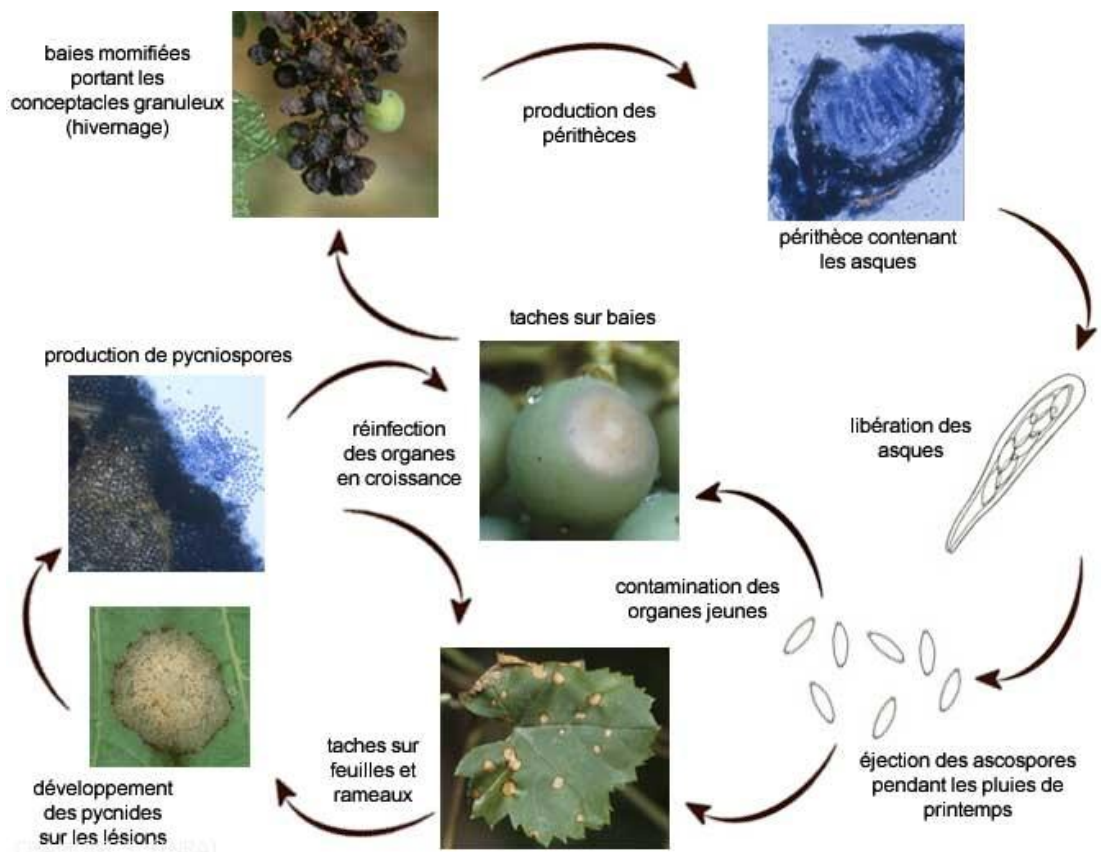 baies momifiées
portant les
conceptacles granuleux
(hivernage)
production des
périthèces
périthèce contenant
les asques
taches sur baies
production de pycniospores
réinfection
des organes
en croissance
libération des
asques
contamination des
organes jeunes
taches sur
feuilles et
rameaux
éjection des ascospores
pendant les pluies de
printemps
développement
des pycnides
sur les lésions